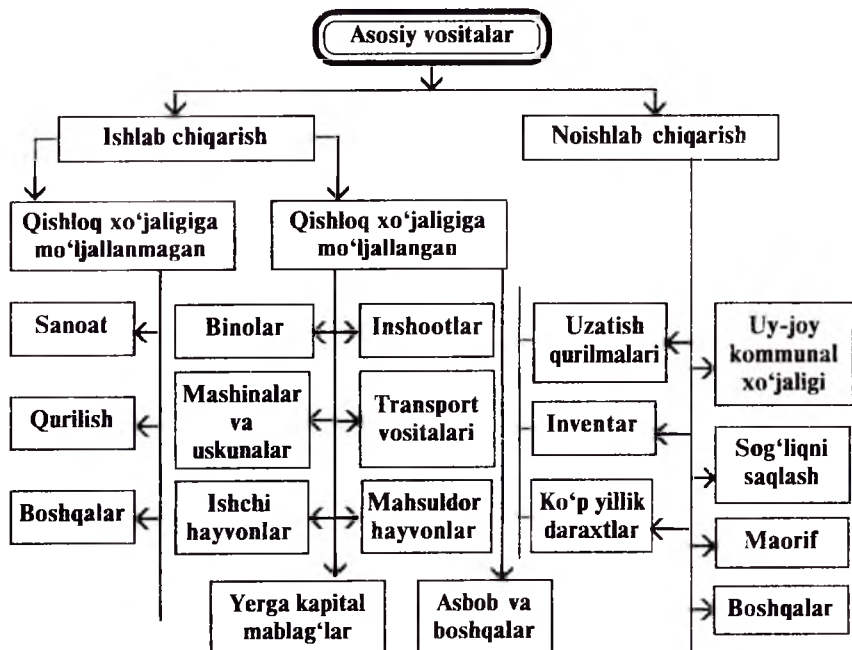 Asosiy vositalar
Ishlab chiqarish
Noishlab chiqarish
Qishloq xo‘jaligiga
mo‘ljallanmagan
Qishloq xo‘jaligiga
mo‘ljallangan
Sanoat
Qurilish
Boshqalar
Binolar
Inshootlar
Mashinalar
va
uskunalar
Transport
vositalari
Ishchi
hayvonlar
Mahsuldor
hayvonlar
Yerga kapital
mablag‘lar
Asbob va
boshqalar
Uzatish
qurilmalari
Inventar
Ko‘p yillik
daraxtlar
Uy-joy
kommunal
xo‘jaligi
Sog‘liqni
saqlash
Maorif
Boshqalar